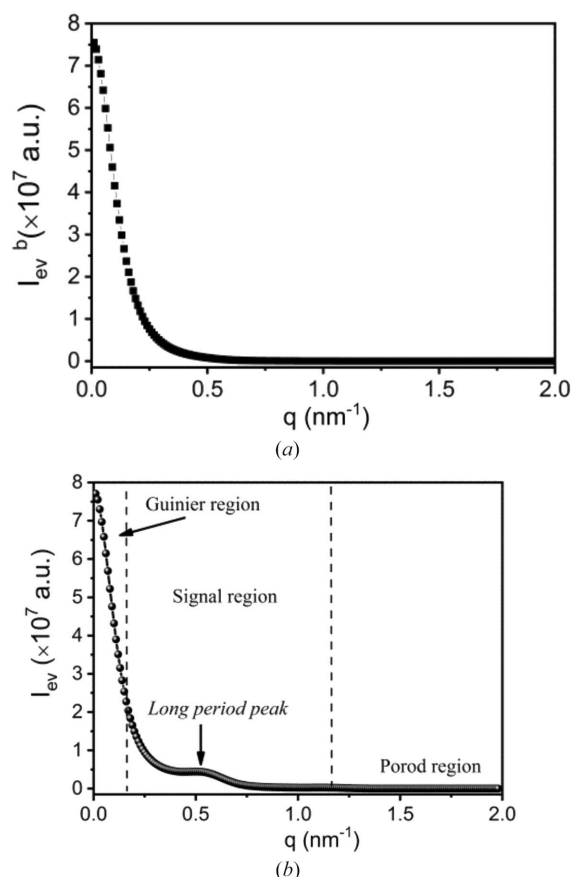 8
7
6
5
4
3
2
1
0
I_ev^b (×10^7 a.u.)
0.0 0.5 1.0 1.5 2.0
q (nm^-1)
(a)
8
7
6
5
4
3
2
1
0
I_ev (×10^7 a.u.)
Guinier region
Signal region
Long period peak
Porod region
0.0 0.5 1.0 1.5 2.0
q (nm^-1)
(b)